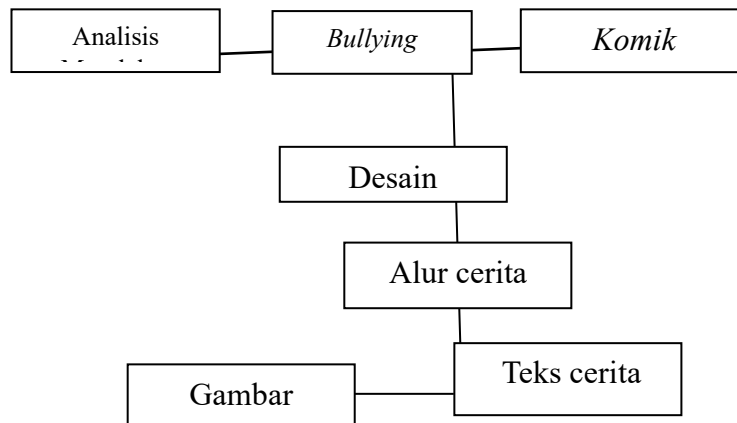 Analisis
Bullying
Komik
Desain
Alur cerita
Teks cerita
Gambar